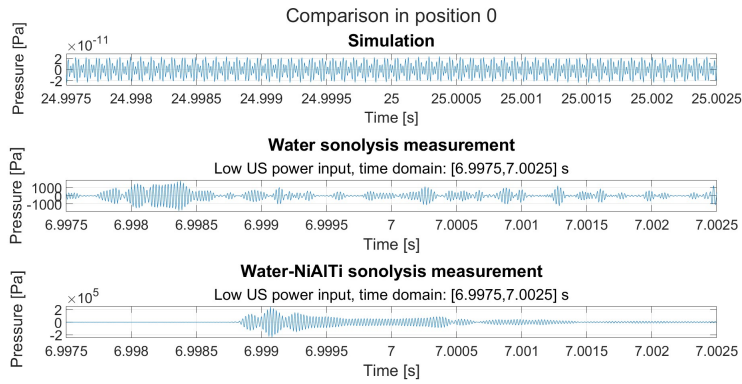 Comparison in position 0
Simulation
×10⁻¹¹
Pressure [Pa]
2
0
-2
24.9975 24.998 24.9985 24.999 24.9995 25 25.0005 25.001 25.0015 25.002 25.0025
Time [s]
Water sonolysis measurement
Low US power input, time domain: [6.9975,7.0025] s
Pressure [Pa]
1000
0
-1000
6.9975 6.998 6.9985 6.999 6.9995 7 7.0005 7.001 7.0015 7.002 7.0025
Time [s]
Water-NiAlTi sonolysis measurement
Low US power input, time domain: [6.9975,7.0025] s
×10⁵
Pressure [Pa]
2
0
-2
6.9975 6.998 6.9985 6.999 6.9995 7 7.0005 7.001 7.0015 7.002 7.0025
Time [s]